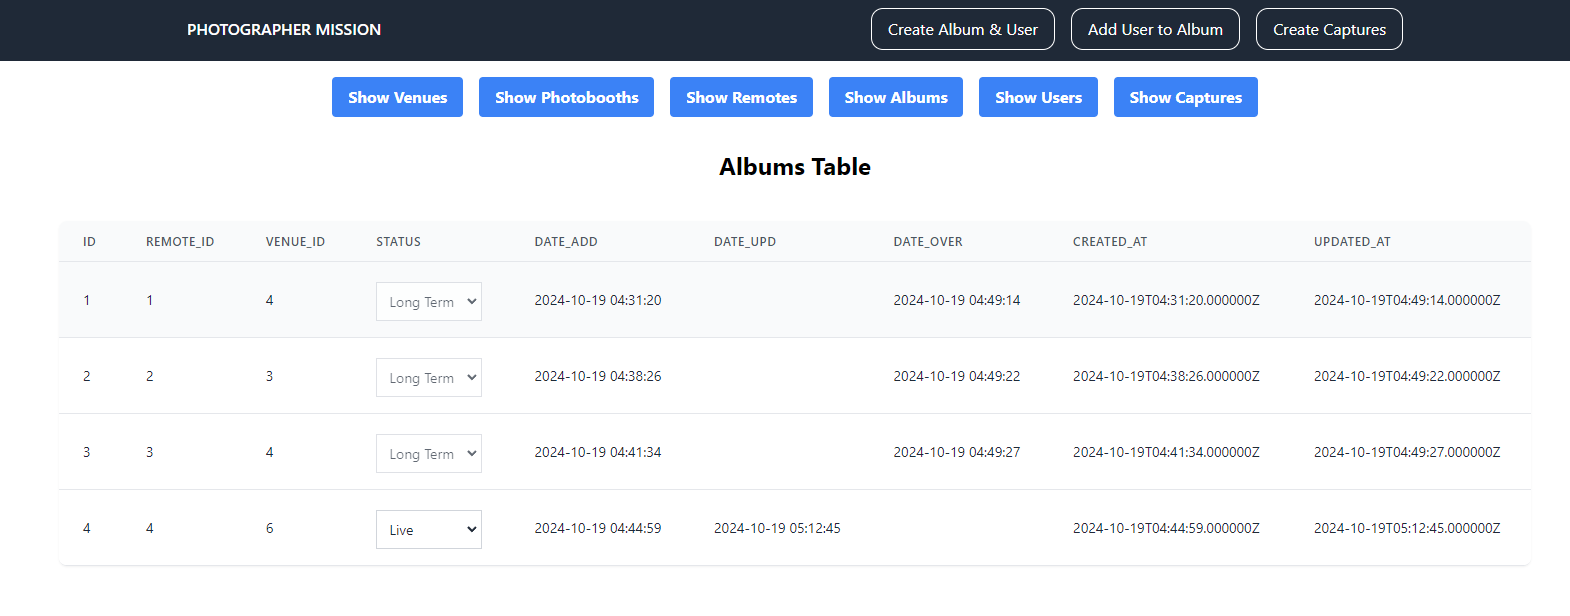 PHOTOGRAPHER MISSION Create Album & User Add User to Album Create Captures
Show Venues Show Photobooths Show Remotes Show Albums Show Users Show Captures
Albums Table
ID REMOTE_ID VENUE_ID STATUS DATE_ADD DATE_UPD DATE_OVER CREATED_AT UPDATED_AT
1 1 4 Long Term 2024-10-19 04:31:20 2024-10-19 04:49:14 2024-10-19T04:31:20.000000Z 2024-10-19T04:49:14.000000Z
2 2 3 Long Term 2024-10-19 04:38:26 2024-10-19 04:49:22 2024-10-19T04:38:26.000000Z 2024-10-19T04:49:22.000000Z
3 3 4 Long Term 2024-10-19 04:41:34 2024-10-19 04:49:27 2024-10-19T04:41:34.000000Z 2024-10-19T04:49:27.000000Z
4 4 6 Live 2024-10-19 04:44:59 2024-10-19 05:12:45 2024-10-19T04:44:59.000000Z 2024-10-19T05:12:45.000000Z